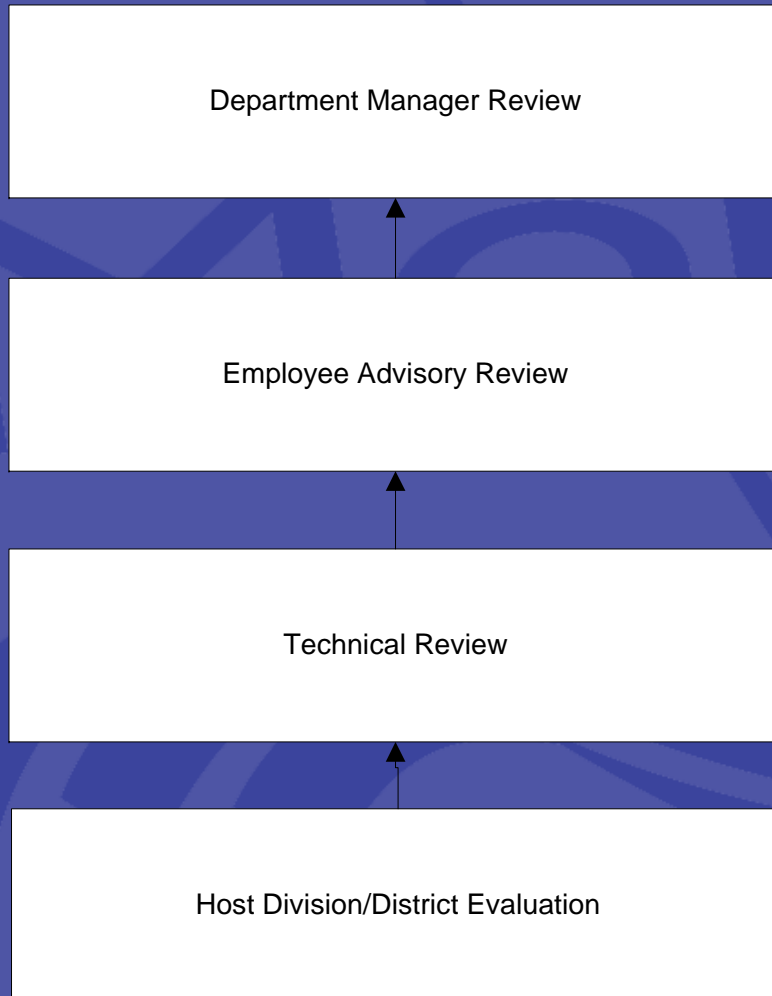 Department Manager Review
Employee Advisory Review
Technical Review
Host Division/District Evaluation